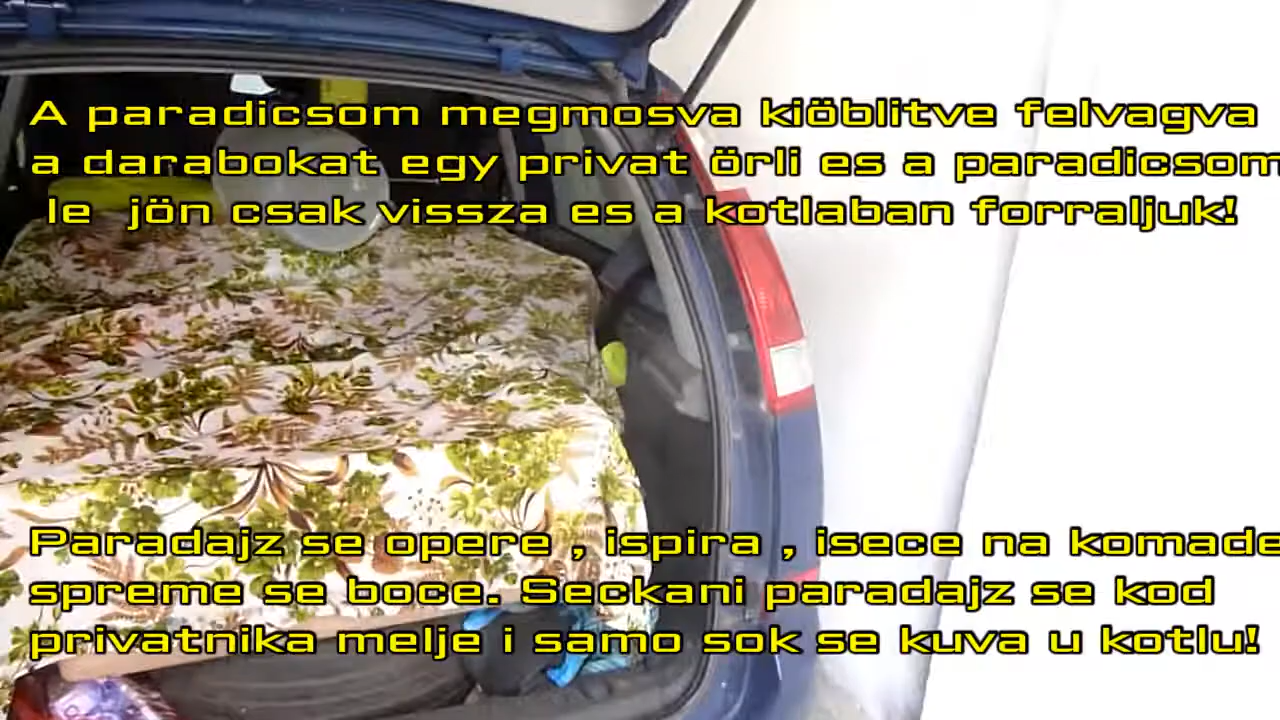 A paradicsom megmosva kiöblitve felvagva
a darabokat egy privat örli es a paradicsom
le jön csak vissza es a kotlaban forraljuk!
Paradajz se opere , ispira , isece na komade
spreme se boce. Seckani paradajz se kod
privatnika melje i samo sok se kuva u kotlu!